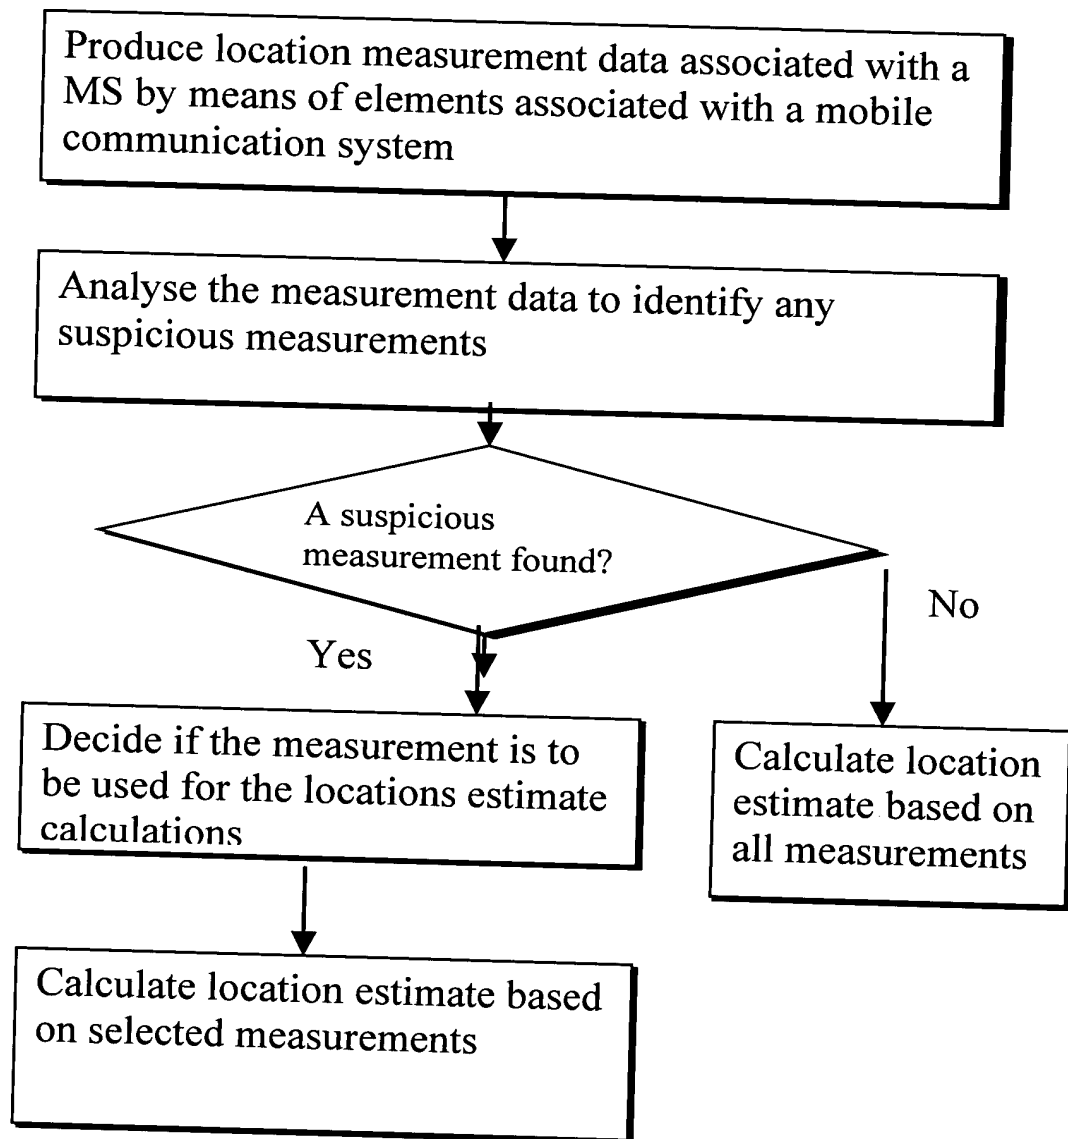 Produce location measurement data associated with a
MS by means of elements associated with a mobile
communication system
Analyse the measurement data to identify any
suspicious measurements
A suspicious
measurement found?
No
Yes
Decide if the measurement is to
be used for the locations estimate
calculations
Calculate location
estimate based on
all measurements
Calculate location estimate based
on selected measurements